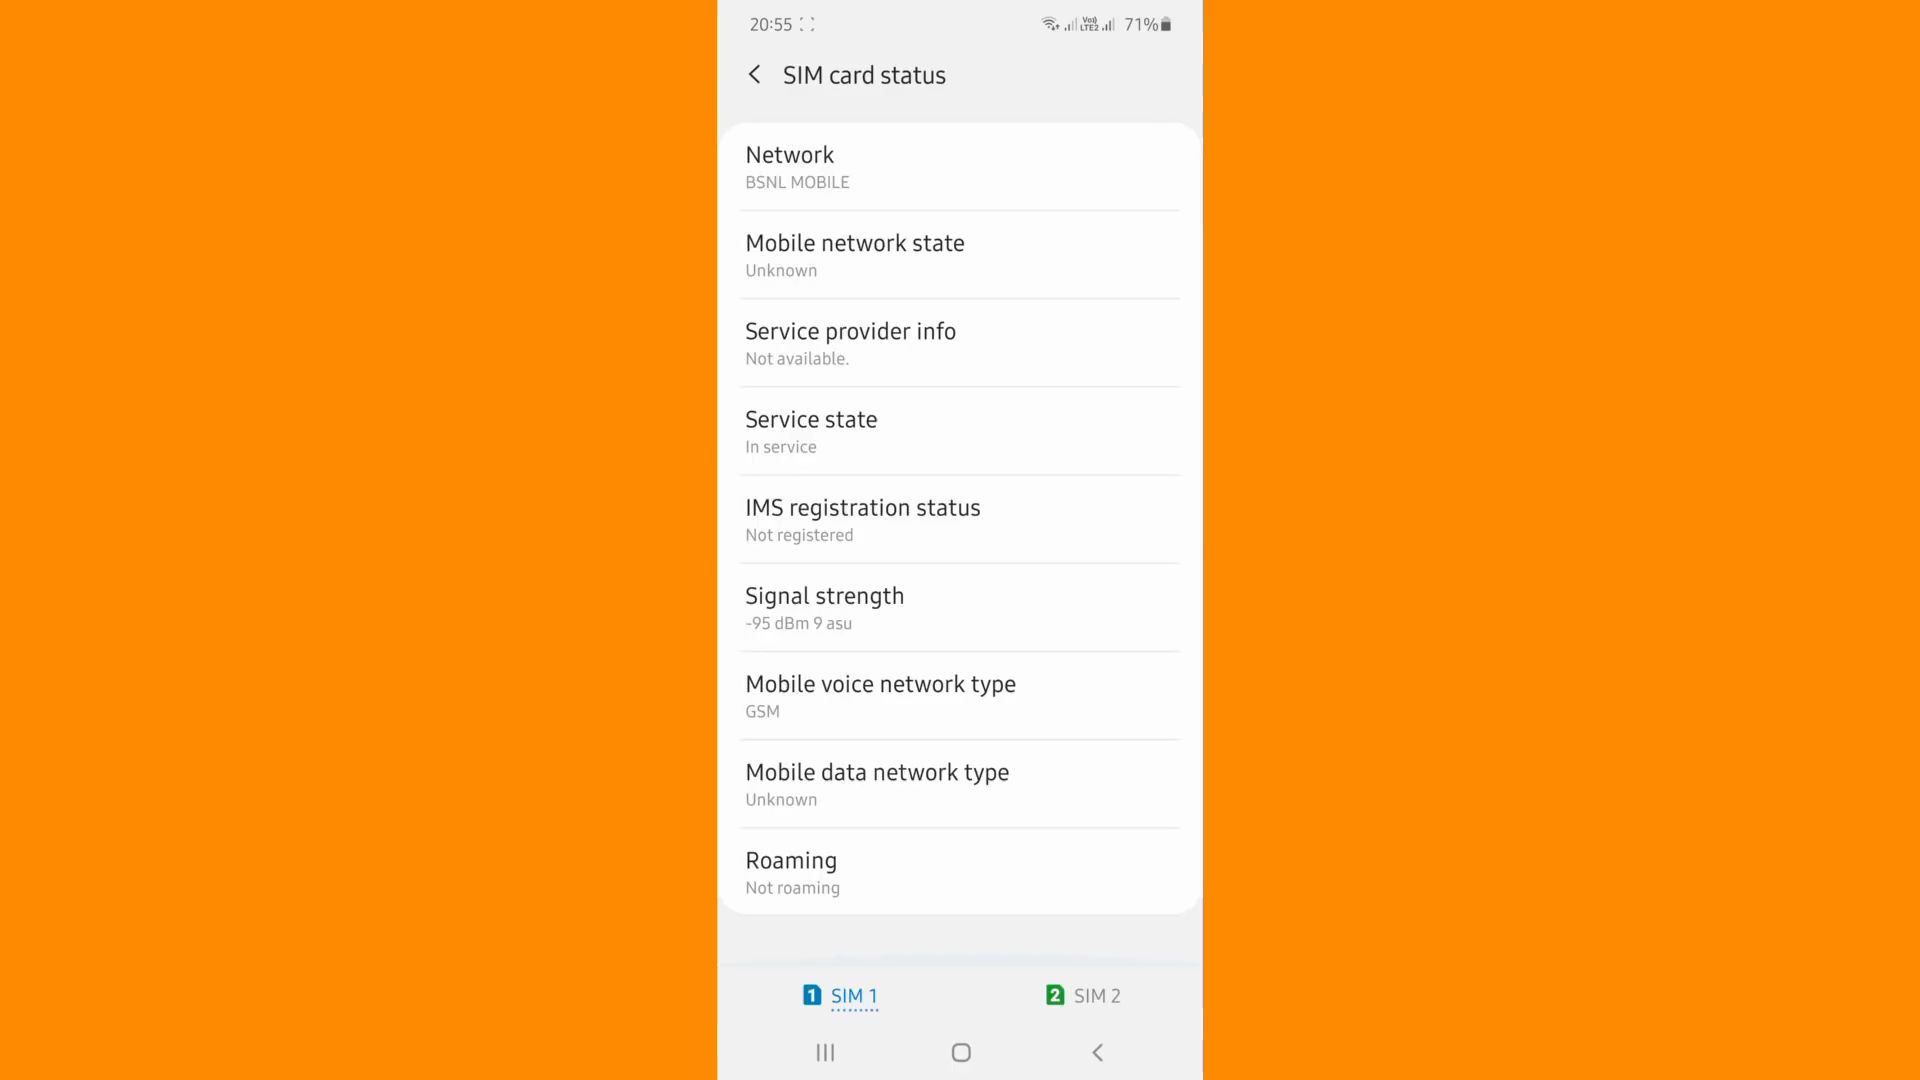 20:55 Vo)) LTE2 71%
SIM card status
Network
BSNL MOBILE
Mobile network state
Unknown
Service provider info
Not available.
Service state
In service
IMS registration status
Not registered
Signal strength
-95 dBm 9 asu
Mobile voice network type
GSM
Mobile data network type
Unknown
Roaming
Not roaming
1 SIM 1
2 SIM 2